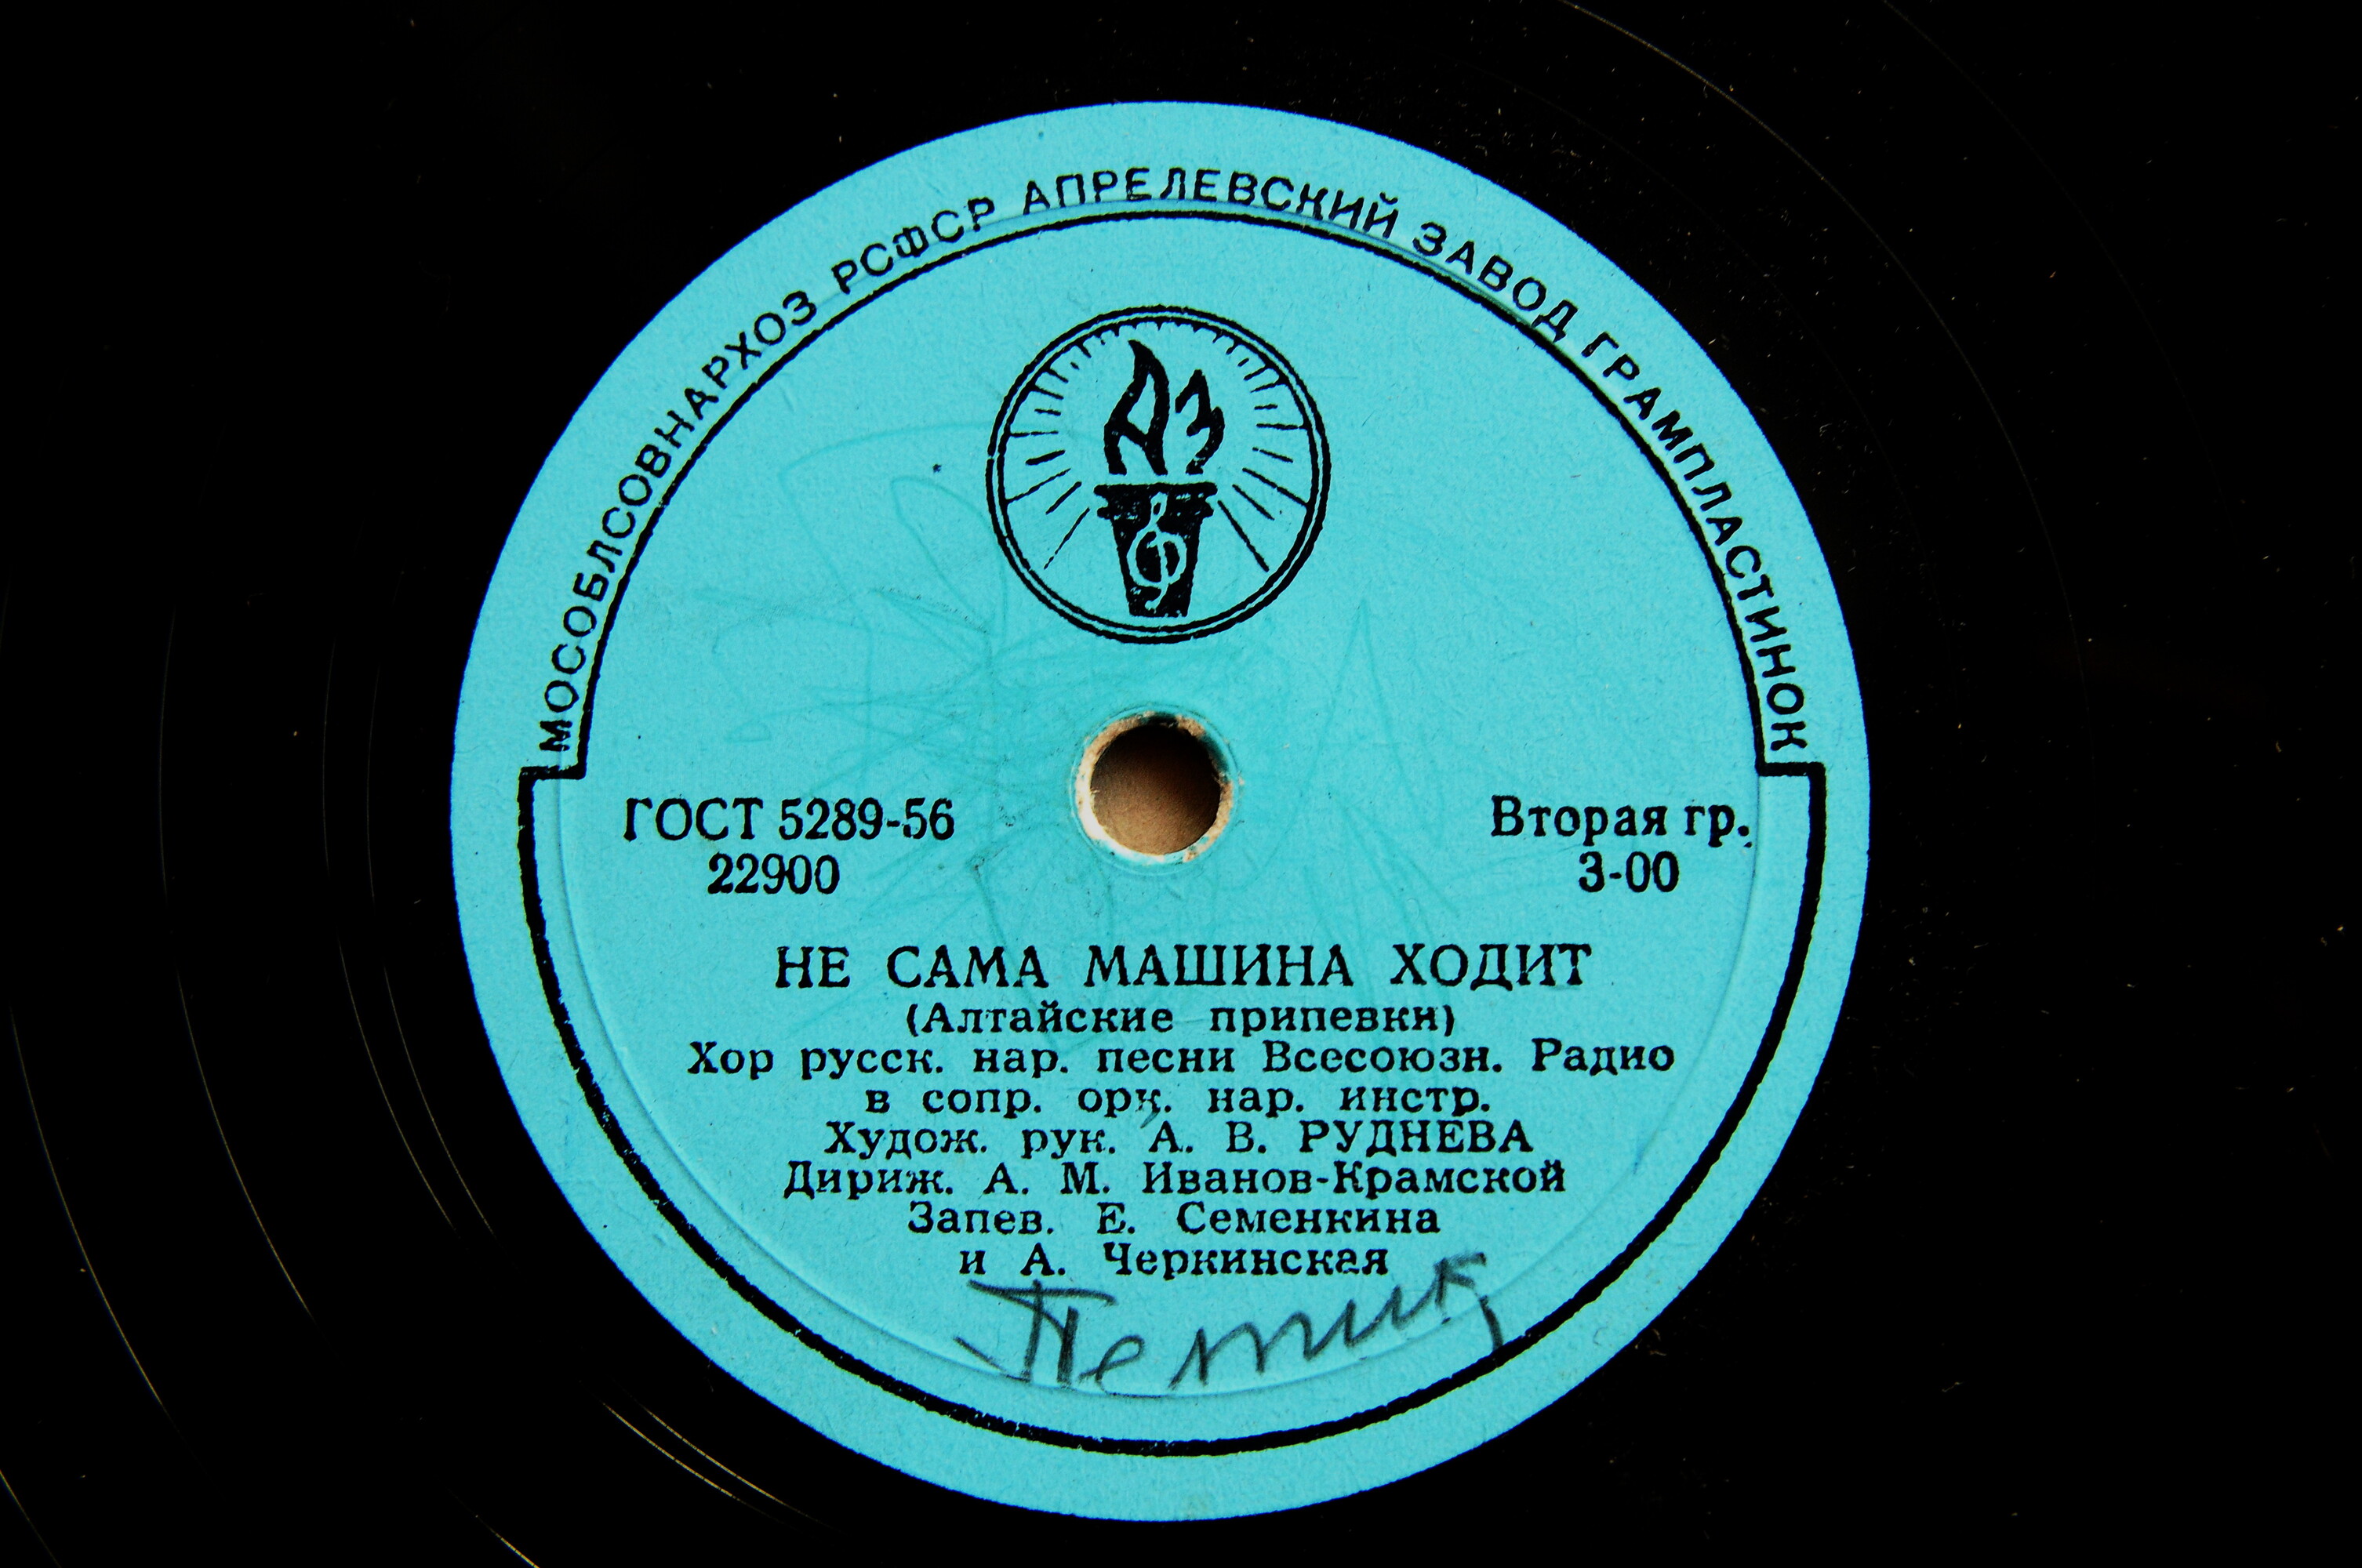 МОСОБЛСОВНАРХОЗ РСФСР АПРЕЛЕВСКИЙ ЗАВОД ГРАМПЛАСТИНОК
АЗ
ГОСТ 5289-56
22900
Вторая гр.
3-00
НЕ САМА МАШИНА ХОДИТ
(Алтайские припевки)
Хор русск. нар. песни Всесоюзн. Радио
в сопр. орк. нар. инстр.
Худож. рук. А. В. РУДНЕВА
Дириж. А. М. Иванов-Крамской
Запев. Е. Семенкина
и А. Черкинская